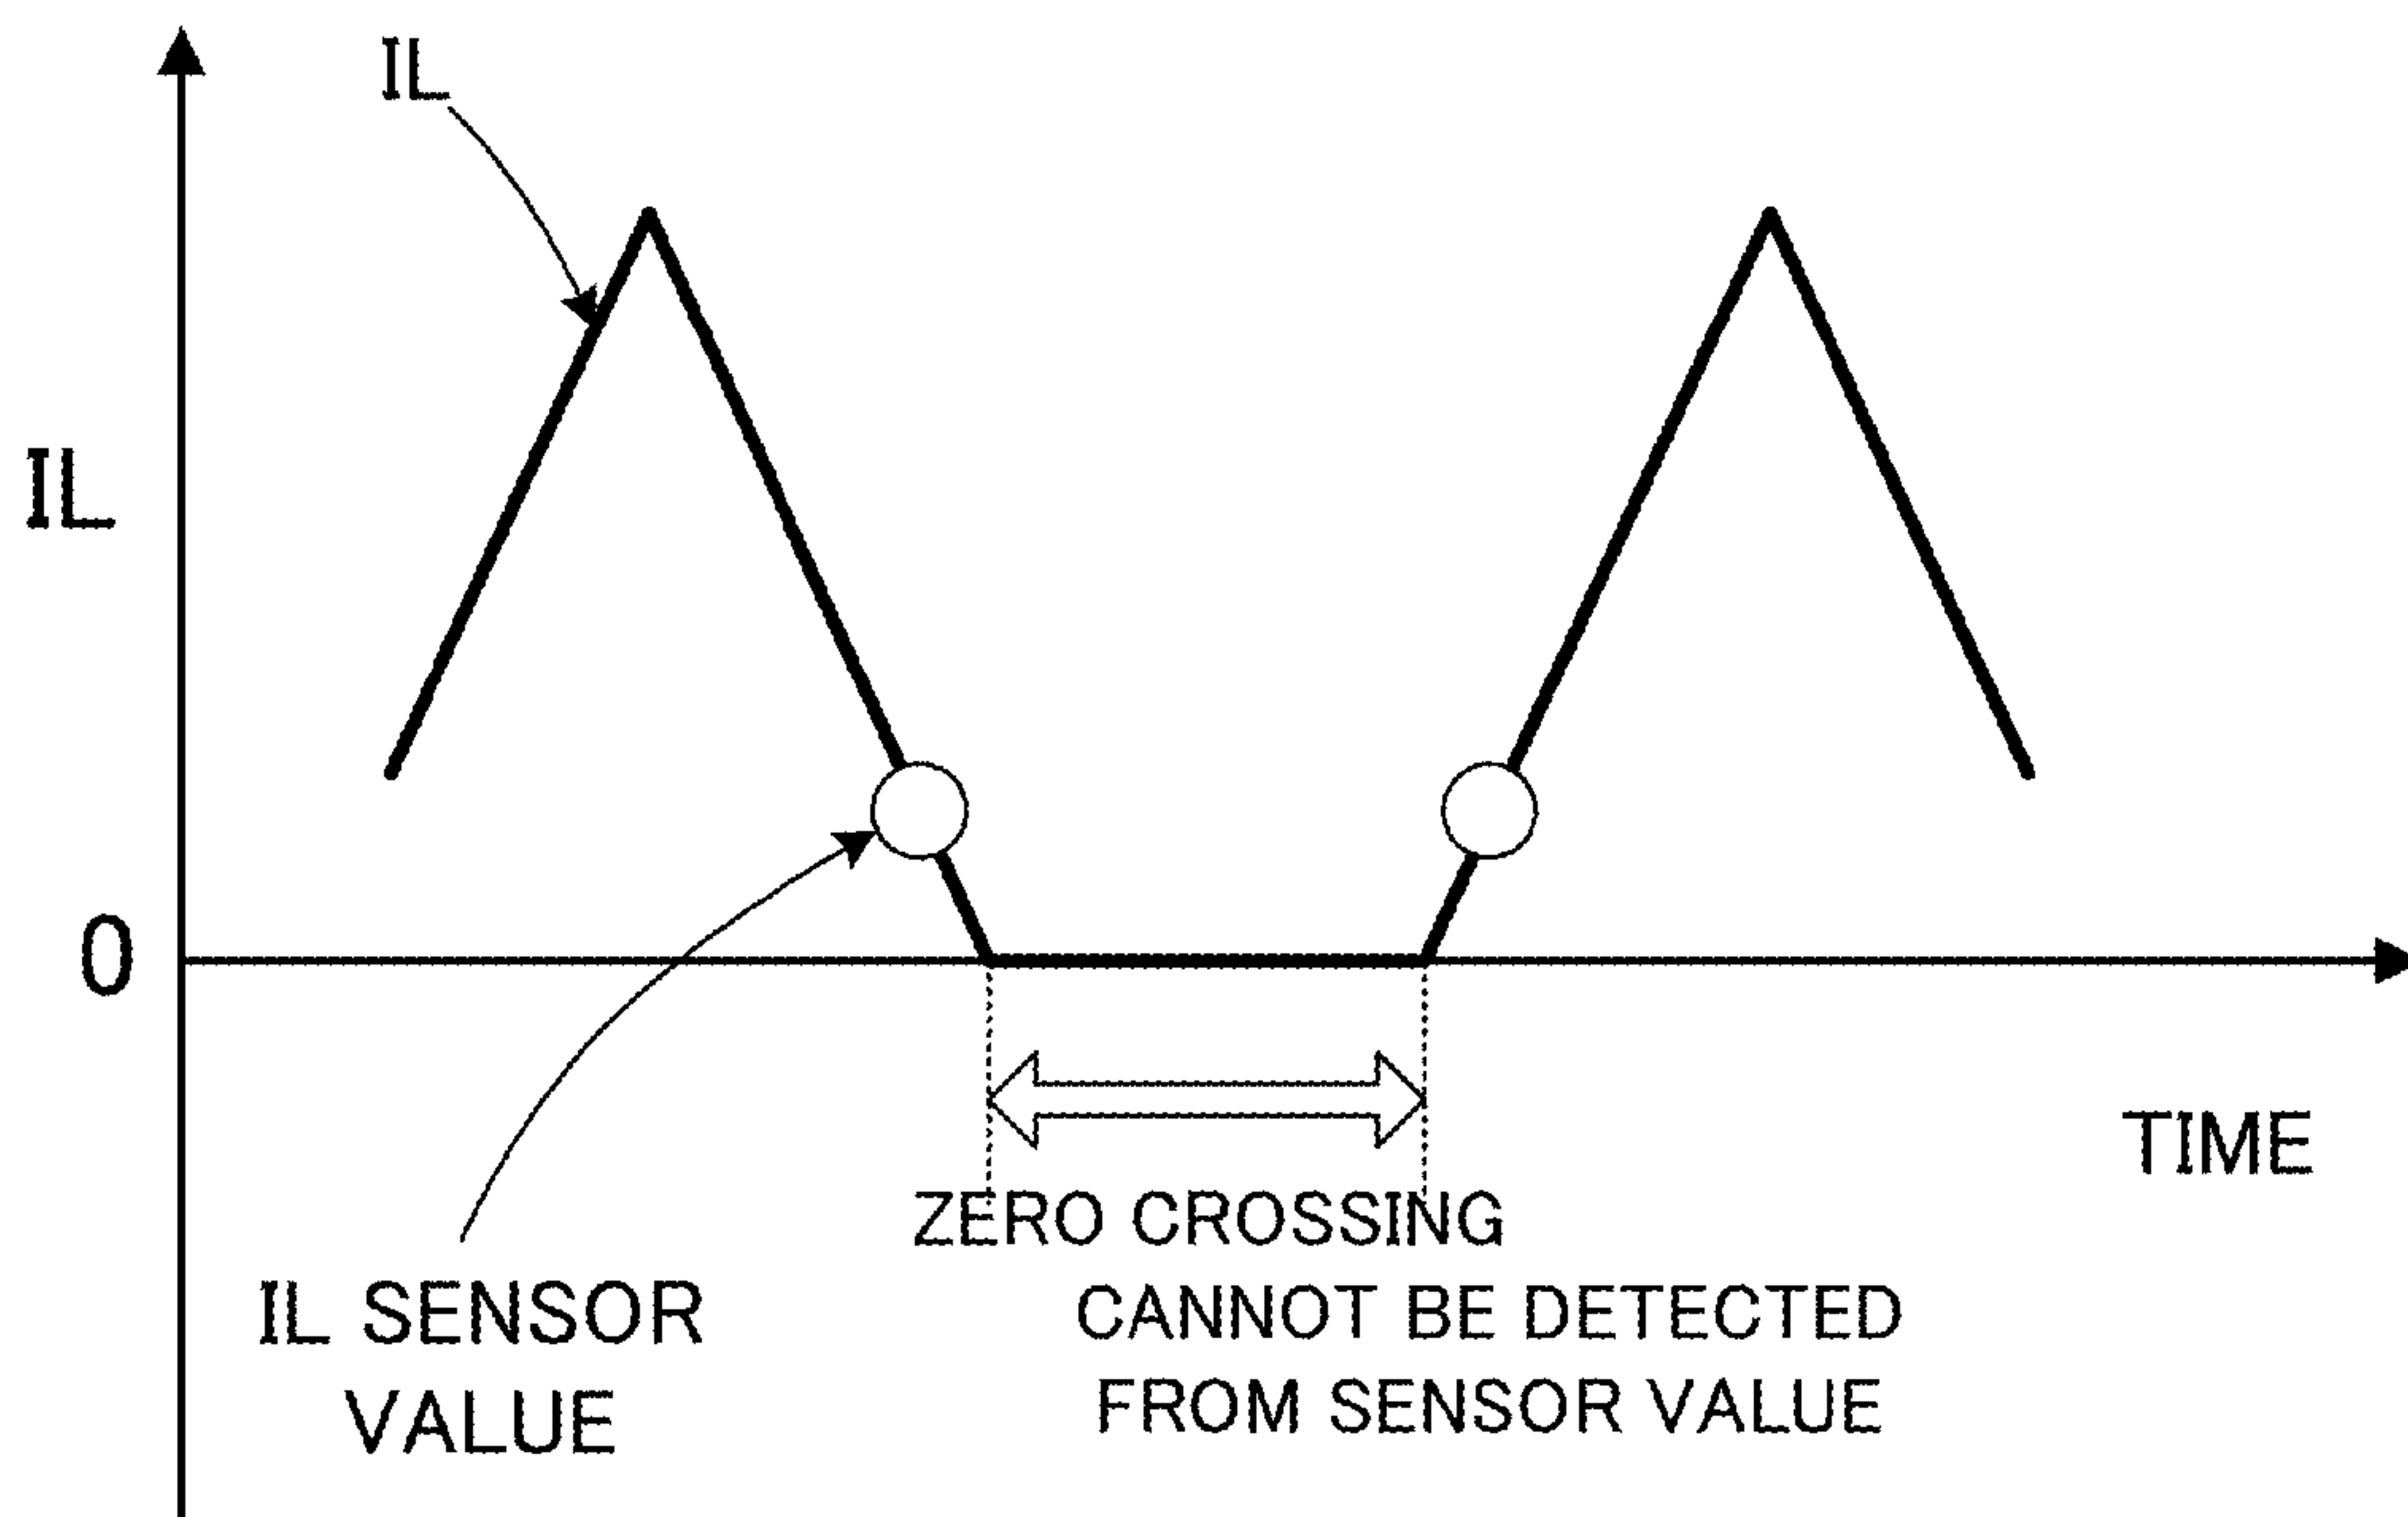 IL
IL
0
TIME
ZERO CROSSING
CANNOT BE DETECTED
FROM SENSOR VALUE
IL SENSOR
VALUE